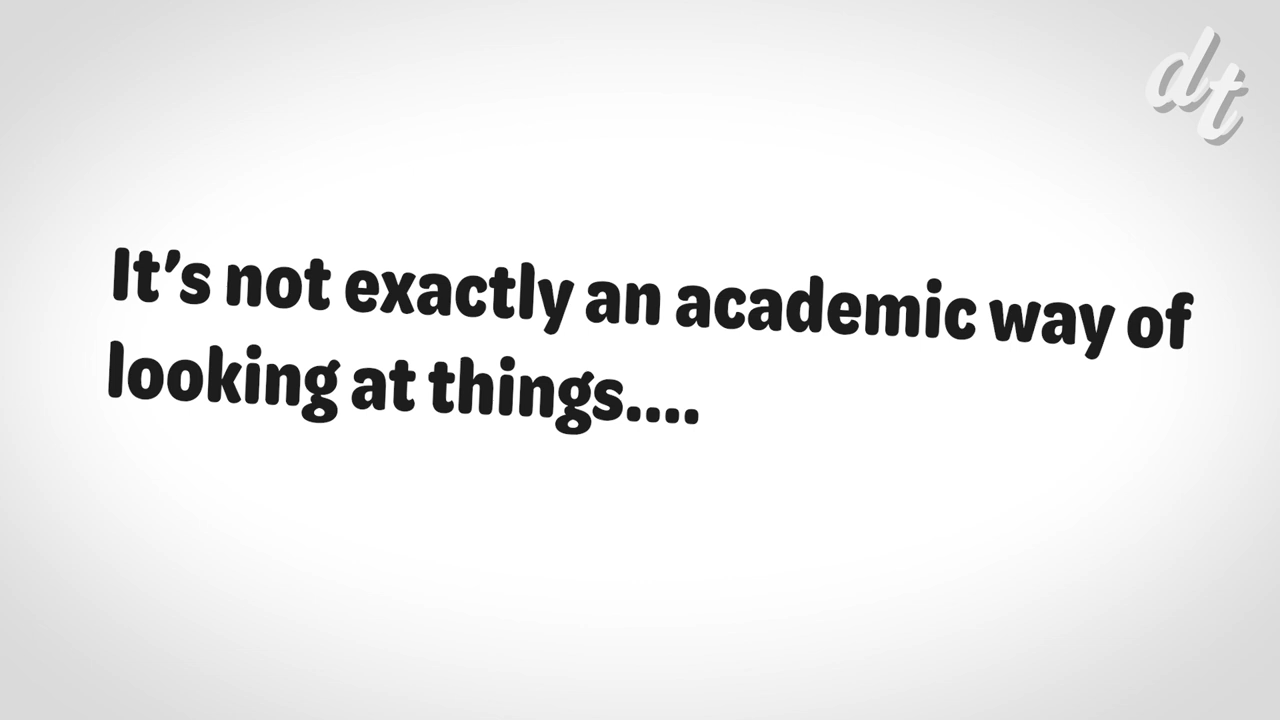 dt
It’s not exactly an academic way of
looking at things....